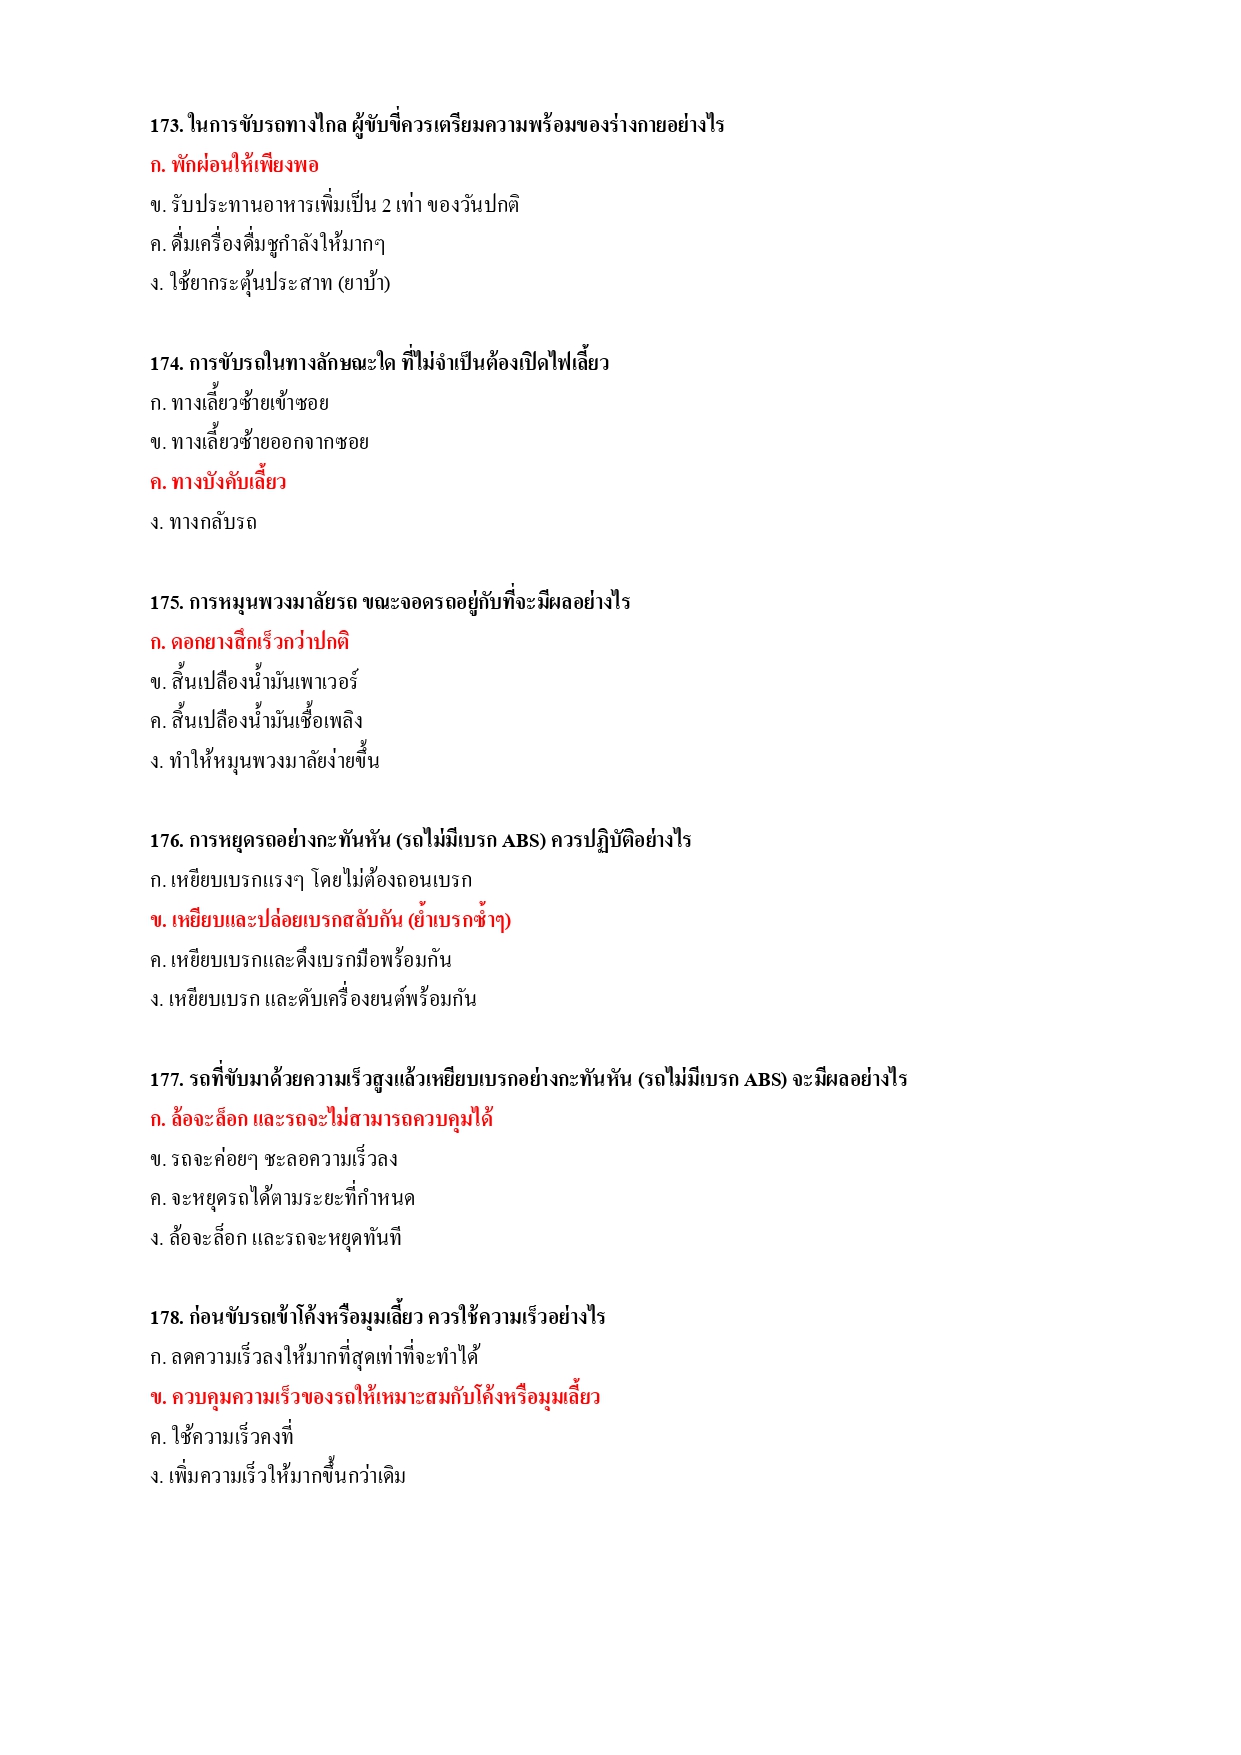 173. ในการขับรถทางไกล ผู้ขับขี่ควรเตรียมความพร้อมของร่างกายอย่างไร
ก. พักผ่อนให้เพียงพอ
ข. รับประทานอาหารเพิ่มเป็น 2 เท่า ของวันปกติ
ค. ดื่มเครื่องดื่มชูกำลังให้มากๆ
ง. ใช้ยากระตุ้นประสาท (ยาบ้า)
174. การขับรถในทางลักษณะใด ที่ไม่จำเป็นต้องเปิดไฟเลี้ยว
ก. ทางเลี้ยวซ้ายเข้าซอย
ข. ทางเลี้ยวซ้ายออกจากซอย
ค. ทางบังคับเลี้ยว
ง. ทางกลับรถ
175. การหมุนพวงมาลัยรถ ขณะจอดรถอยู่กับที่จะมีผลอย่างไร
ก. ดอกยางสึกเร็วกว่าปกติ
ข. สิ้นเปลืองน้ำมันเพาเวอร์
ค. สิ้นเปลืองน้ำมันเชื้อเพลิง
ง. ทำให้หมุนพวงมาลัยง่ายขึ้น
176. การหยุดรถอย่างกะทันหัน (รถไม่มีเบรก ABS) ควรปฏิบัติอย่างไร
ก. เหยียบเบรกแรงๆ โดยไม่ต้องถอนเบรก
ข. เหยียบและปล่อยเบรกสลับกัน (ย้ำเบรกซ้ำๆ)
ค. เหยียบเบรกและดึงเบรกมือพร้อมกัน
ง. เหยียบเบรก และดับเครื่องยนต์พร้อมกัน
177. รถที่ขับมาด้วยความเร็วสูงแล้วเหยียบเบรกอย่างกะทันหัน (รถไม่มีเบรก ABS) จะมีผลอย่างไร
ก. ล้อจะล็อก และรถจะไม่สามารถควบคุมได้
ข. รถจะค่อยๆ ชะลอความเร็วลง
ค. จะหยุดรถได้ตามระยะที่กำหนด
ง. ล้อจะล็อก และรถจะหยุดทันที
178. ก่อนขับรถเข้าโค้งหรือมุมเลี้ยว ควรใช้ความเร็วอย่างไร
ก. ลดความเร็วลงให้มากที่สุดเท่าที่จะทำได้
ข. ควบคุมความเร็วของรถให้เหมาะสมกับโค้งหรือมุมเลี้ยว
ค. ใช้ความเร็วคงที่
ง. เพิ่มความเร็วให้มากขึ้นกว่าเดิม